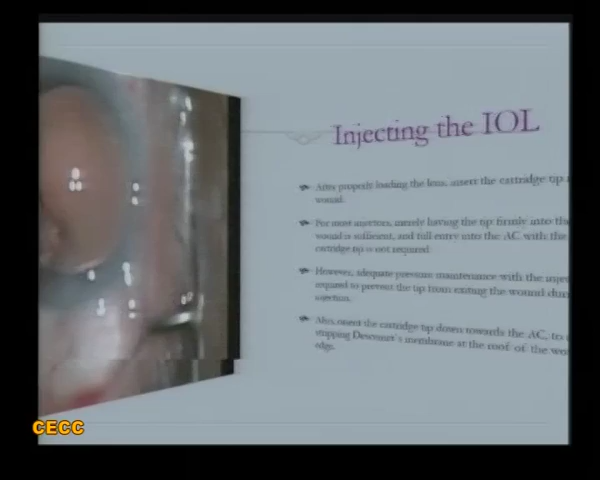 Injecting the IOL
After properly loading the lens, insert the cartridge tip
wound.
For most injectors, merely having the tip firmly into the
wound is sufficient, and full entry into the AC with the
cartridge tip is not required.
However, adequate pressure maintenance with the
required to prevent the tip from exiting the wound
injection.
Also, orient the cartridge tip down towards the AC, to
stripping Descemet's membrane at the roof of the
edge.
CECC